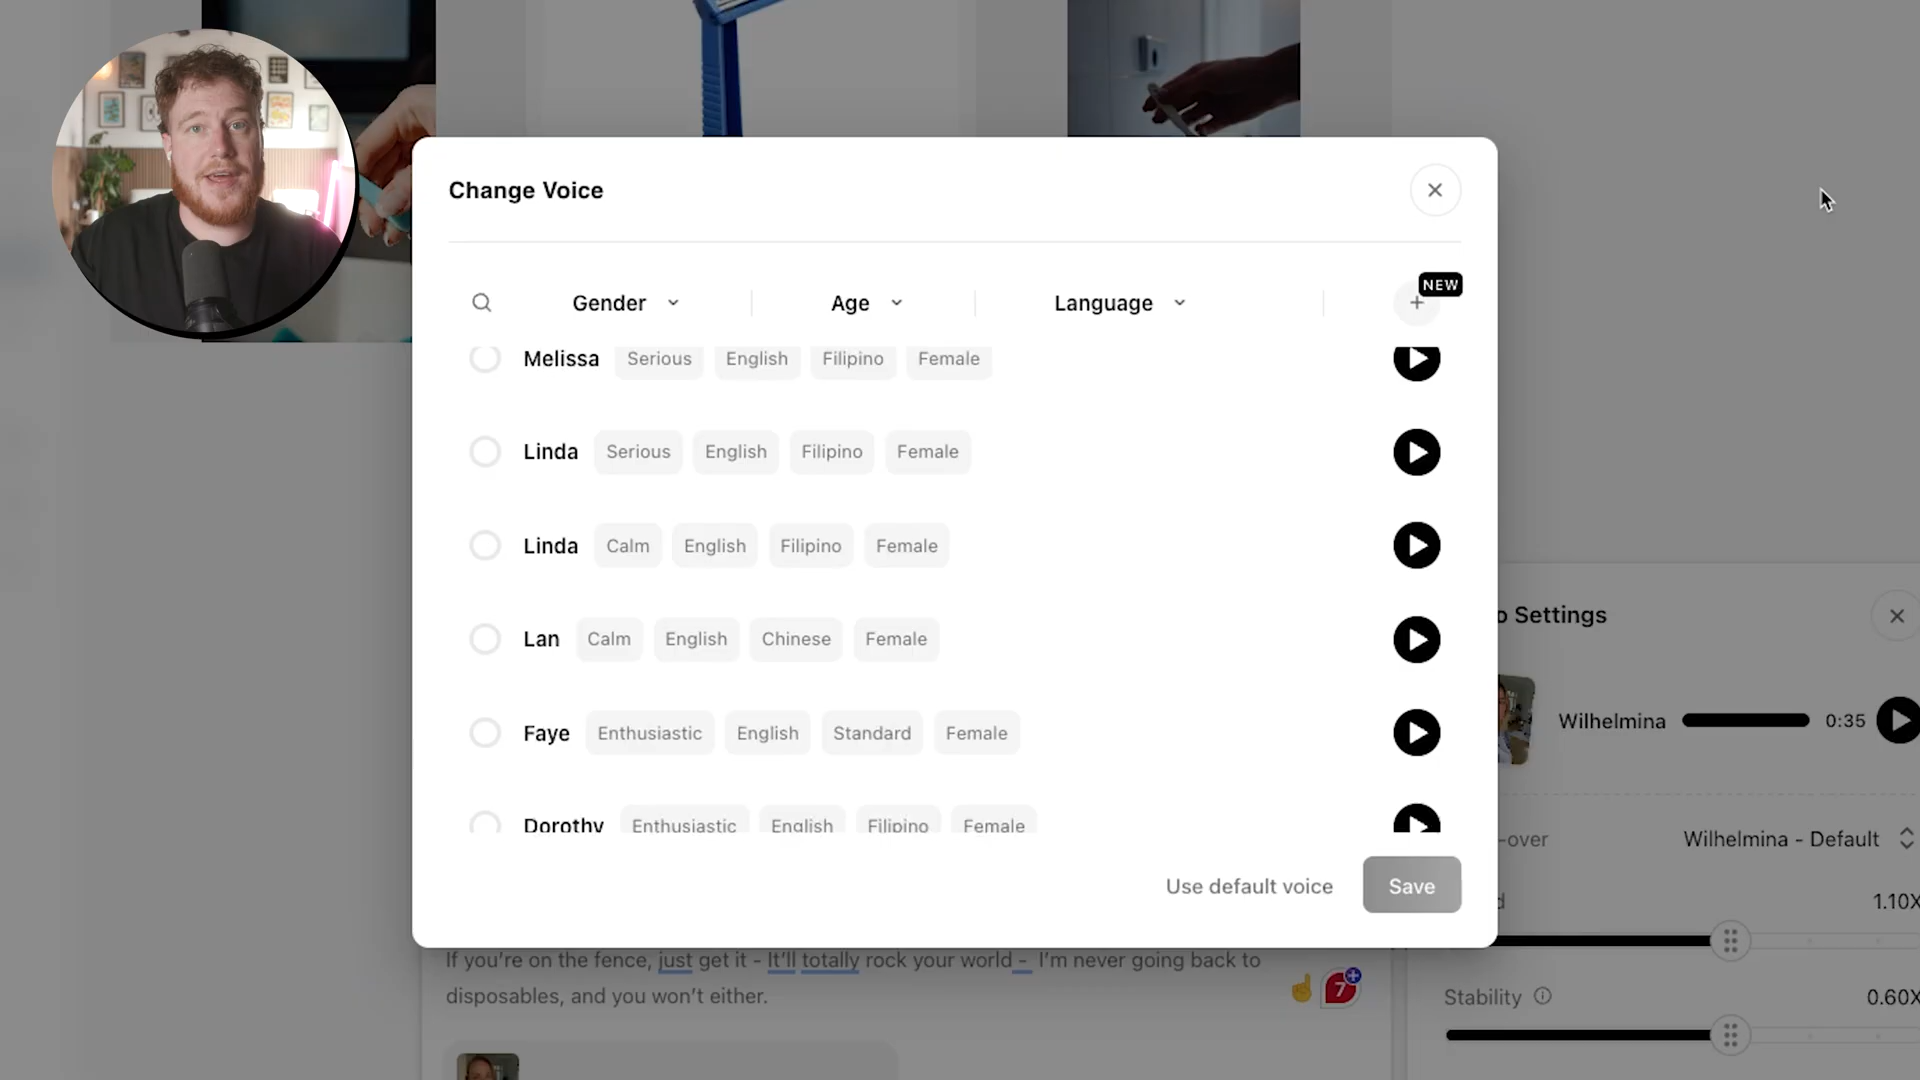 Change Voice
NEW
Gender Age Language +
Melissa Serious English Filipino Female
Linda Serious English Filipino Female
Linda Calm English Filipino Female
Lan Calm English Chinese Female
Faye Enthusiastic English Standard Female
Dorothy Enthusiastic English Filipino Female
Use default voice Save
Settings
Wilhelmina 0:35
-over Wilhelmina - Default
1.10X
Stability 0.60X
If you're on the fence, just get it - It'll totally rock your world - I'm never going back to
disposables, and you won't either.
7